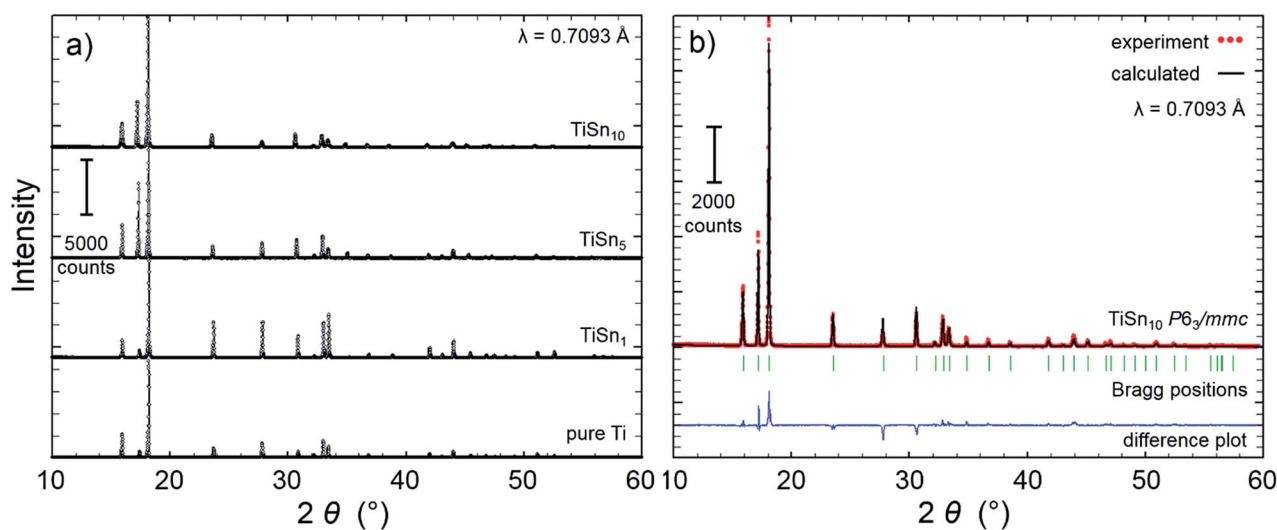 a)
λ = 0.7093 Å
TiSn₁₀
5000
counts
TiSn₅
TiSn₁
pure Ti
Intensity
10 20 30 40 50 60
2 θ (°)
b)
experiment
calculated
λ = 0.7093 Å
2000
counts
TiSn₁₀ P6₃/mmc
Bragg positions
difference plot
10 20 30 40 50 60
2 θ (°)